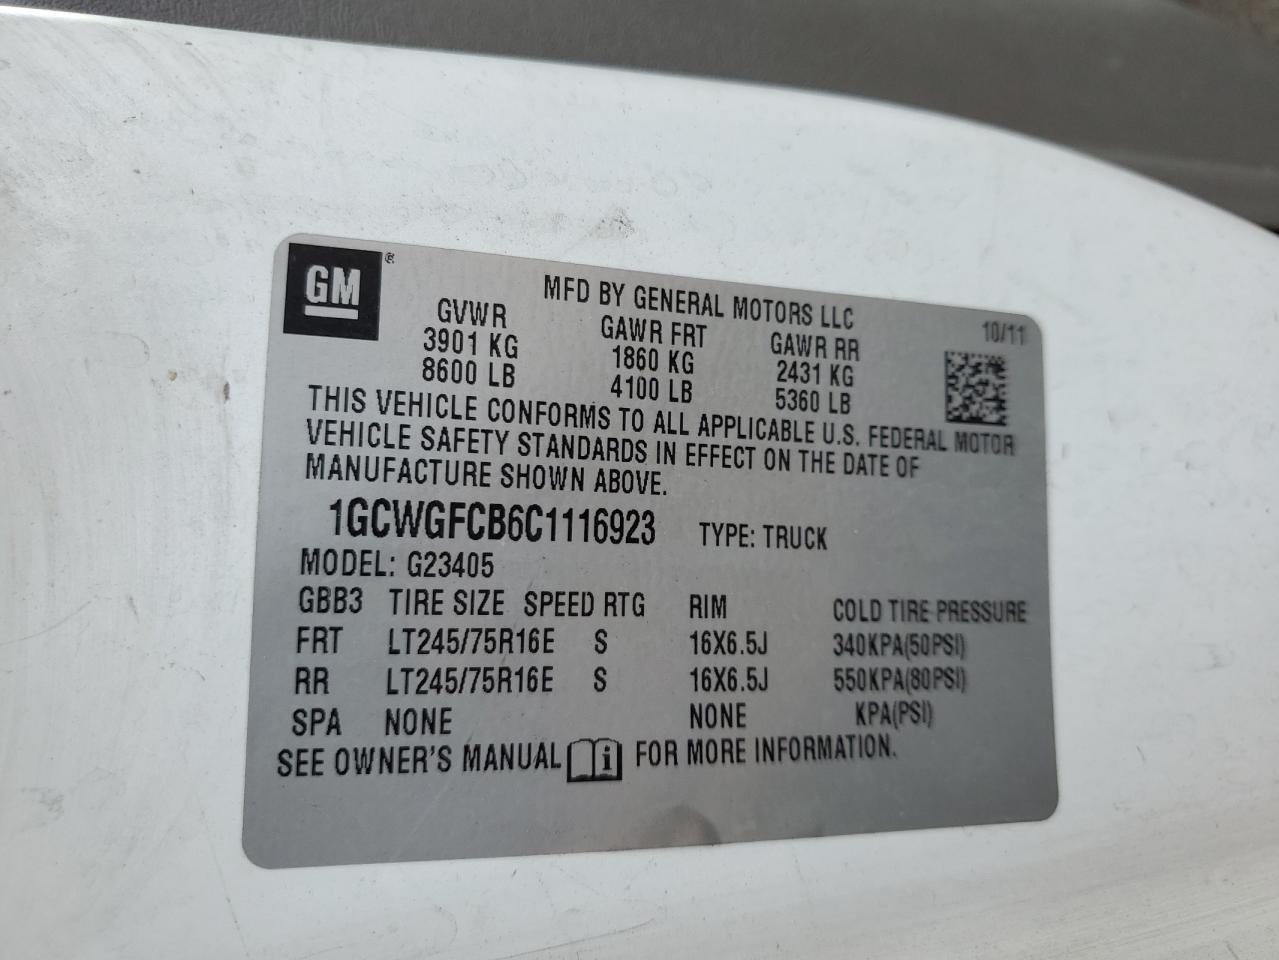 GM
MFD BY GENERAL MOTORS LLC
10/11
GVWR GAWR FRT GAWR RR
3901 KG 1860 KG 2431 KG
8600 LB 4100 LB 5360 LB
THIS VEHICLE CONFORMS TO ALL APPLICABLE U.S. FEDERAL MOTOR
VEHICLE SAFETY STANDARDS IN EFFECT ON THE DATE OF
MANUFACTURE SHOWN ABOVE.
1GCWGFCB6C1116923 TYPE: TRUCK
MODEL: G23405
GBB3 TIRE SIZE SPEED RTG RIM COLD TIRE PRESSURE
FRT LT245/75R16E S 16X6.5J 340KPA(50PSI)
RR LT245/75R16E S 16X6.5J 550KPA(80PSI)
SPA NONE NONE KPA(PSI)
SEE OWNER'S MANUAL i FOR MORE INFORMATION.